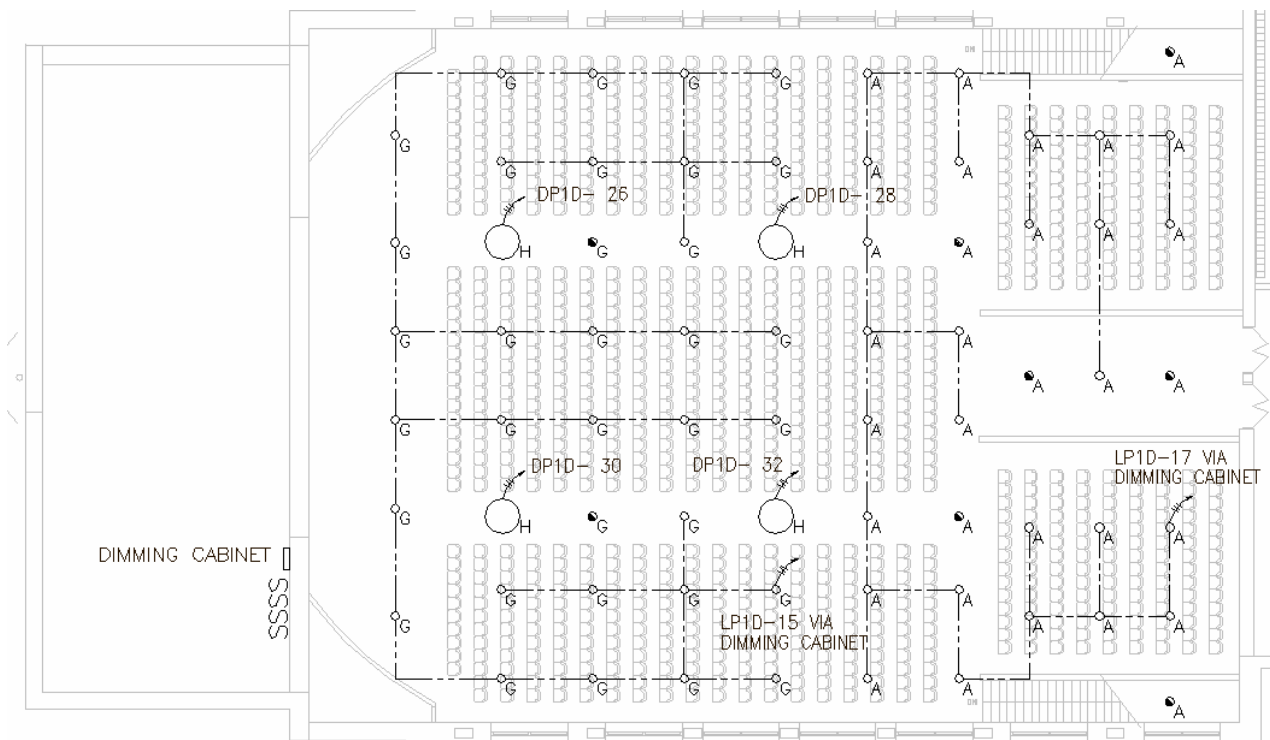 A
G G G G A A
G A A A
G G G G A A
DP1D- 26
DP1D- 28
A A A
G H G G H A A
G G G G G A A
A A A
G G G G G A A
LP1D-17 VIA
DIMMING CABINET
DP1D- 30
DP1D- 32
G H G G H A A
A A A
DIMMING CABINET
SSSS
G G G G A A
G A A A
LP1D-15 VIA
DIMMING CABINET
G G G G A A
A